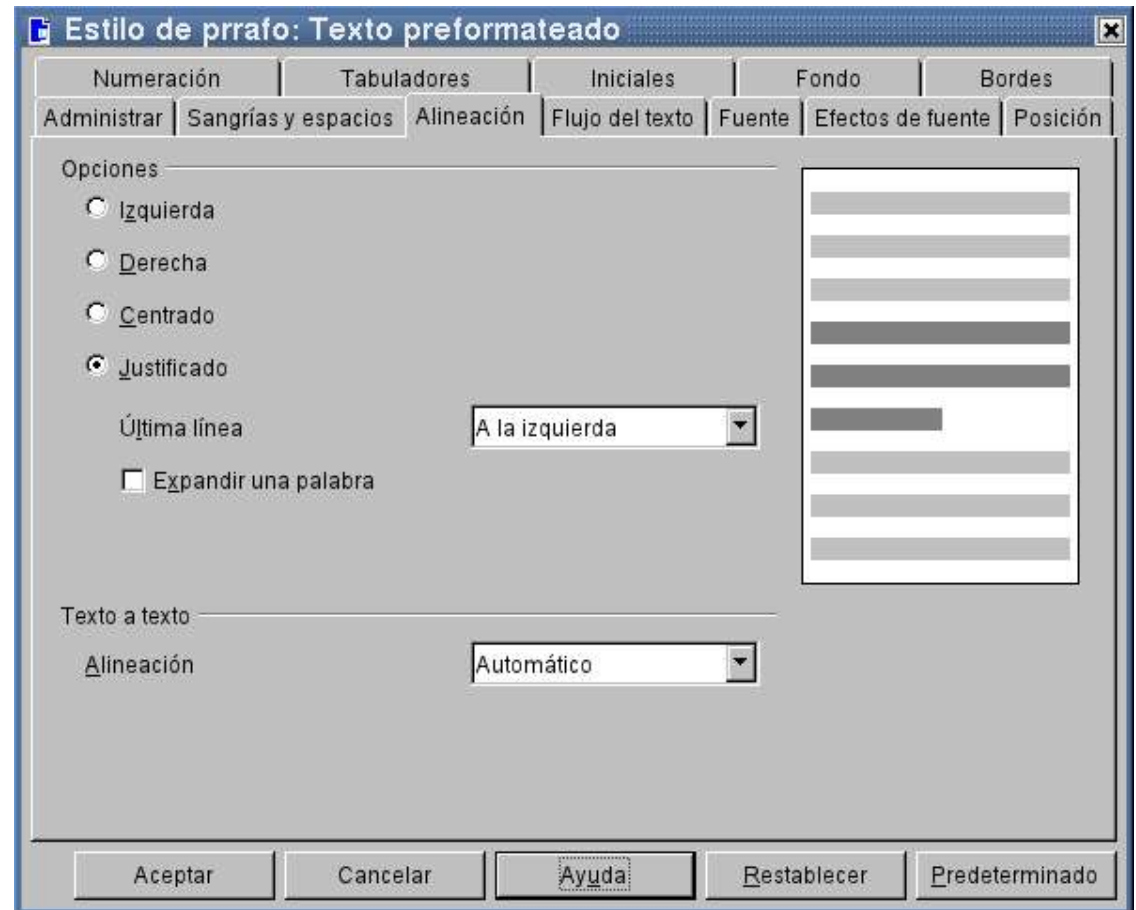 Estilo de prrafo: Texto preformateado
Numeración Tabuladores Iniciales Fondo Bordes
Administrar Sangrías y espacios Alineación Flujo del texto Fuente Efectos de fuente Posición
Opciones
Izquierda
Derecha
Centrado
Justificado
Última línea A la izquierda
Expandir una palabra
Texto a texto
Alineación Automático
Aceptar Cancelar Ayuda Restablecer Predeterminado